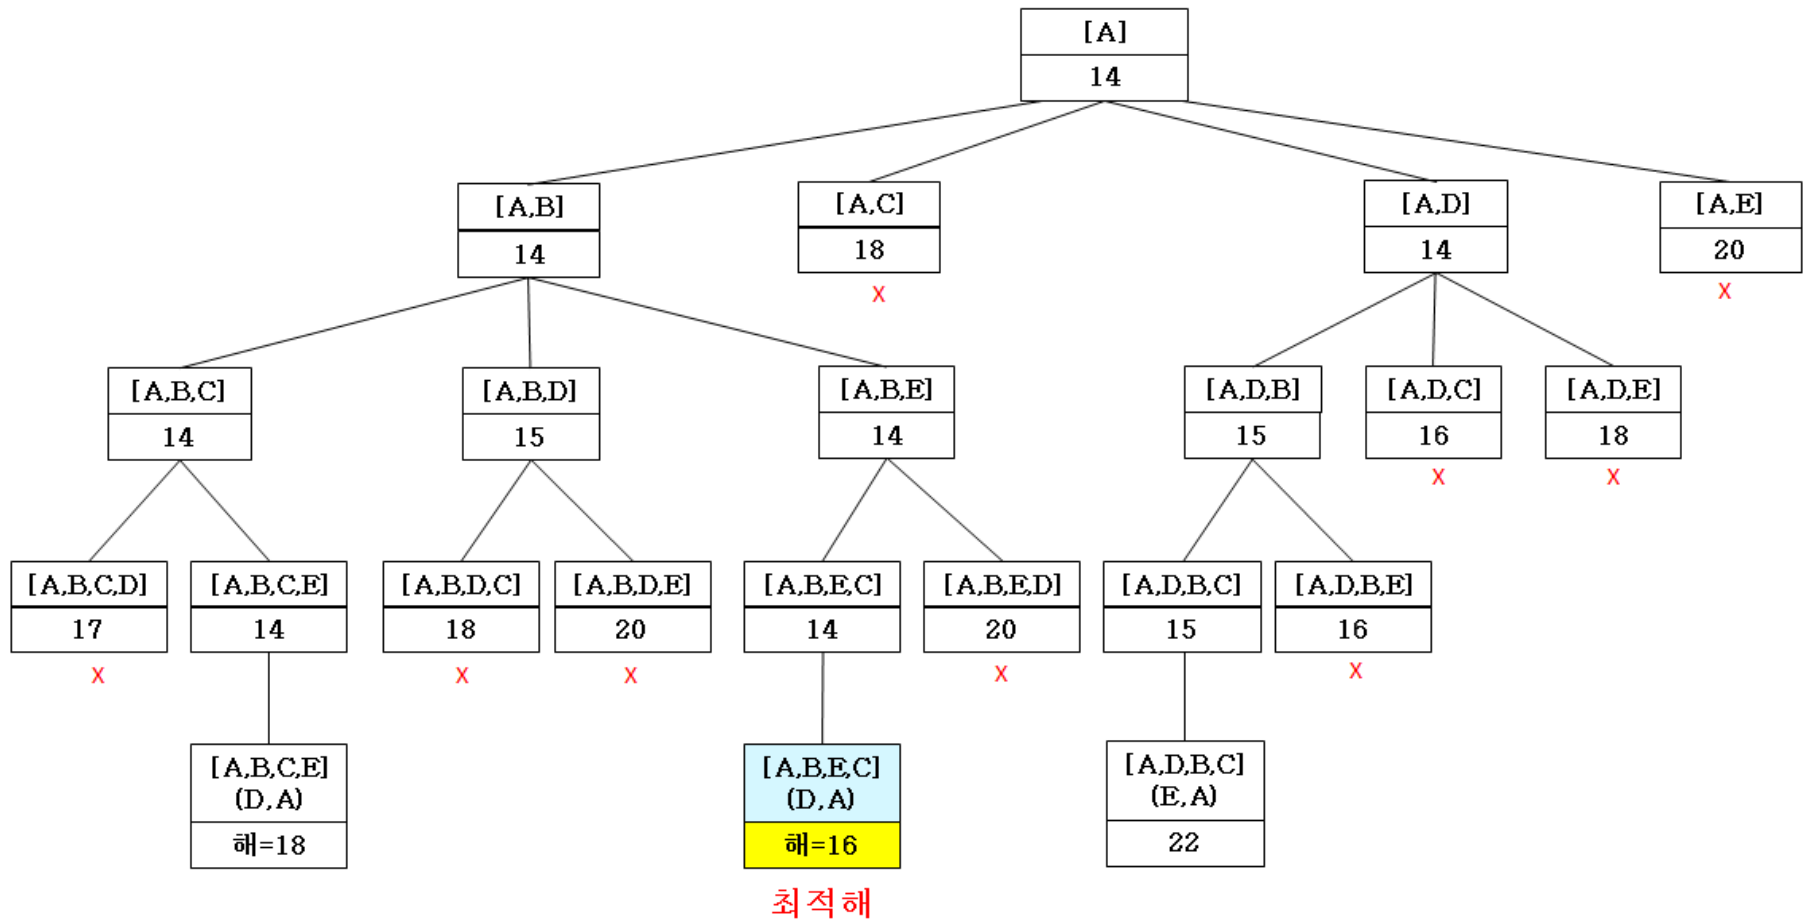 [A]
14
[A,B]
14
[A,C]
18
X
[A,D]
14
[A,E]
20
X
[A,B,C]
14
[A,B,D]
15
[A,B,E]
14
[A,D,B]
15
[A,D,C]
16
X
[A,D,E]
18
X
[A,B,C,D]
17
X
[A,B,C,E]
14
[A,B,D,C]
18
X
[A,B,D,E]
20
X
[A,B,E,C]
14
[A,B,E,D]
20
X
[A,D,B,C]
15
[A,D,B,E]
16
X
[A,B,C,E]
(D,A)
해=18
[A,B,E,C]
(D,A)
해=16
최적해
[A,D,B,C]
(E,A)
22